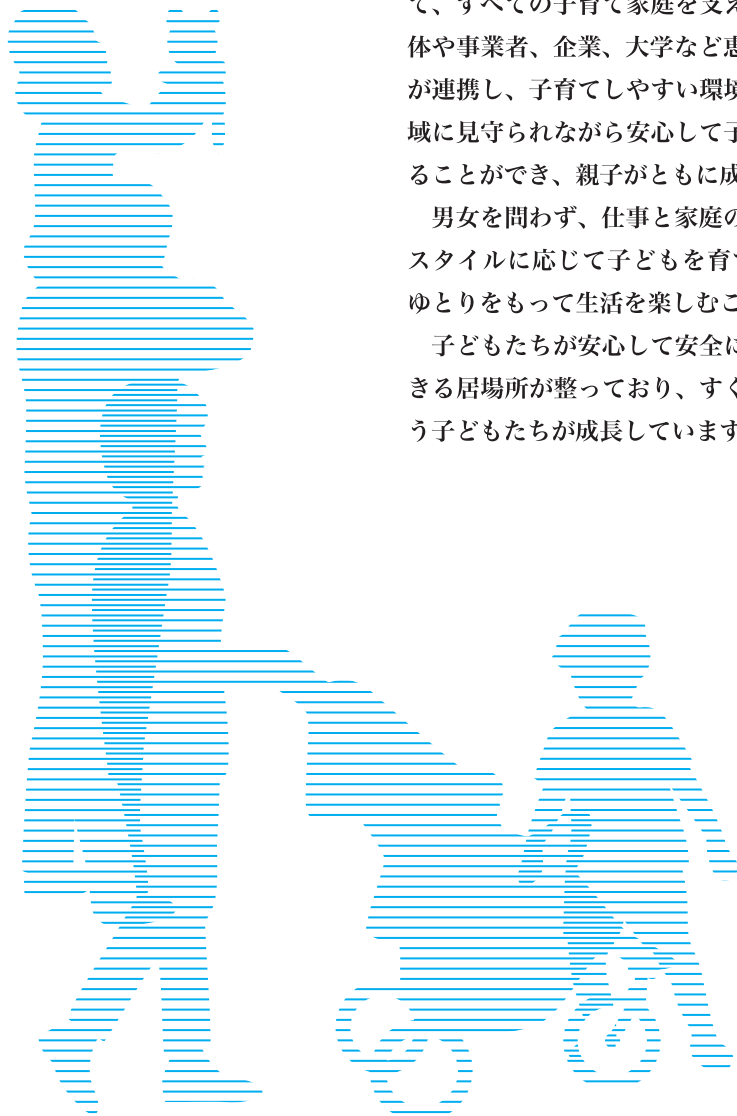 て、すべての子育て家庭を支え
体や事業者、企業、大学など恵
が連携し、子育てしやすい環境
域に見守られながら安心して子
ることができ、親子がともに成
男女を問わず、仕事と家庭の
スタイルに応じて子どもを育て
ゆとりをもって生活を楽しむこ
子どもたちが安心して安全に
きる居場所が整っており、すく
う子どもたちが成長しています